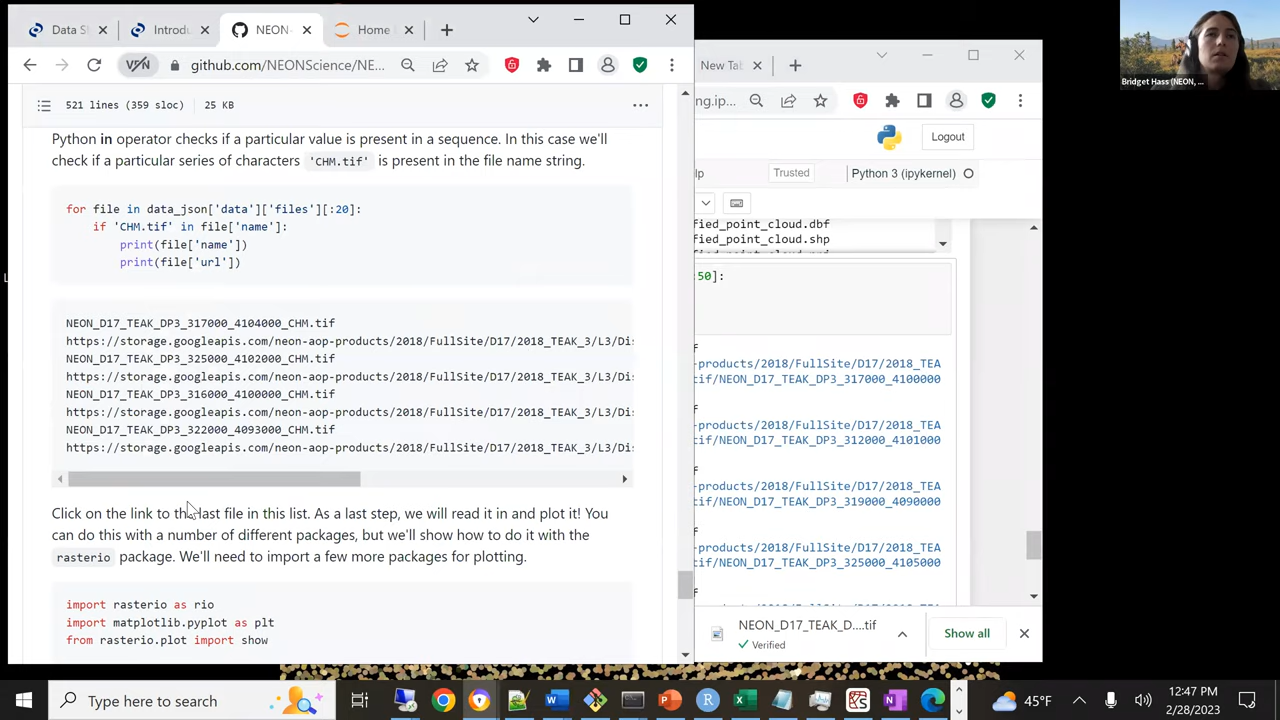 Data S
Introdu
NEON-
Home
github.com/NEONScience/NE...
521 lines (359 sloc)
25 KB
Python in operator checks if a particular value is present in a sequence. In this case we'll
check if a particular series of characters 'CHM.tif' is present in the file name string.
for file in data_json['data']['files'][:20]:
if 'CHM.tif' in file['name']:
print(file['name'])
print(file['url'])
NEON_D17_TEAK_DP3_317000_4104000_CHM.tif
https://storage.googleapis.com/neon-aop-products/2018/FullSite/D17/2018_TEAK_3/L3/Di
NEON_D17_TEAK_DP3_325000_4102000_CHM.tif
https://storage.googleapis.com/neon-aop-products/2018/FullSite/D17/2018_TEAK_3/L3/Di
NEON_D17_TEAK_DP3_316000_4100000_CHM.tif
https://storage.googleapis.com/neon-aop-products/2018/FullSite/D17/2018_TEAK_3/L3/Di
NEON_D17_TEAK_DP3_322000_4093000_CHM.tif
https://storage.googleapis.com/neon-aop-products/2018/FullSite/D17/2018_TEAK_3/L3/Di
Click on the link to the last file in this list. As a last step, we will read it in and plot it! You
can do this with a number of different packages, but we'll show how to do it with the
rasterio package. We'll need to import a few more packages for plotting.
import rasterio as rio
import matplotlib.pyplot as plt
from rasterio.plot import show
New Tab
ng.ip...
Logout
lp
Trusted
Python 3 (ipykernel)
fied_point_cloud.dbf
fied_point_cloud.shp
50]:
f
-products/2018/FullSite/D17/2018_TEA
tif/NEON_D17_TEAK_DP3_317000_4100000
f
-products/2018/FullSite/D17/2018_TEA
tif/NEON_D17_TEAK_DP3_312000_4101000
f
-products/2018/FullSite/D17/2018_TEA
tif/NEON_D17_TEAK_DP3_319000_4090000
f
-products/2018/FullSite/D17/2018_TEA
tif/NEON_D17_TEAK_DP3_325000_4105000
f
NEON_D17_TEAK_D....tif
Verified
Show all
Bridget Hass (NEON, ...
Type here to search
45°F
12:47 PM
2/28/2023